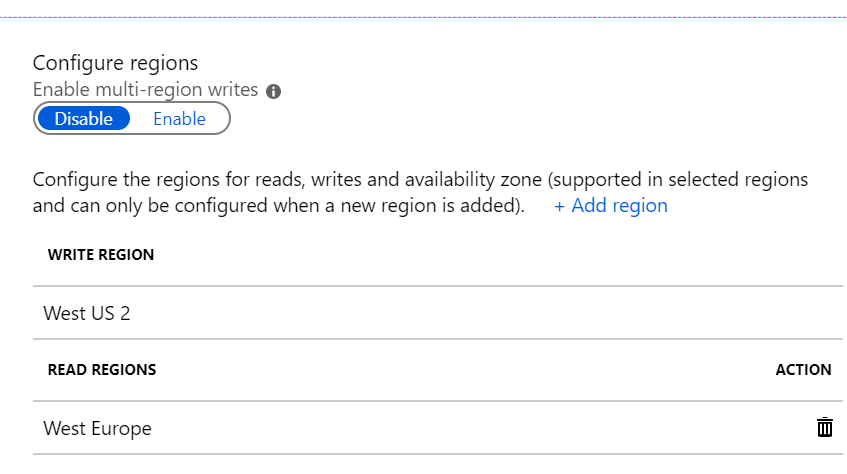 Configure regions
Enable multi-region writes
Disable Enable
Configure the regions for reads, writes and availability zone (supported in selected regions
and can only be configured when a new region is added). + Add region
WRITE REGION
West US 2
READ REGIONS ACTION
West Europe